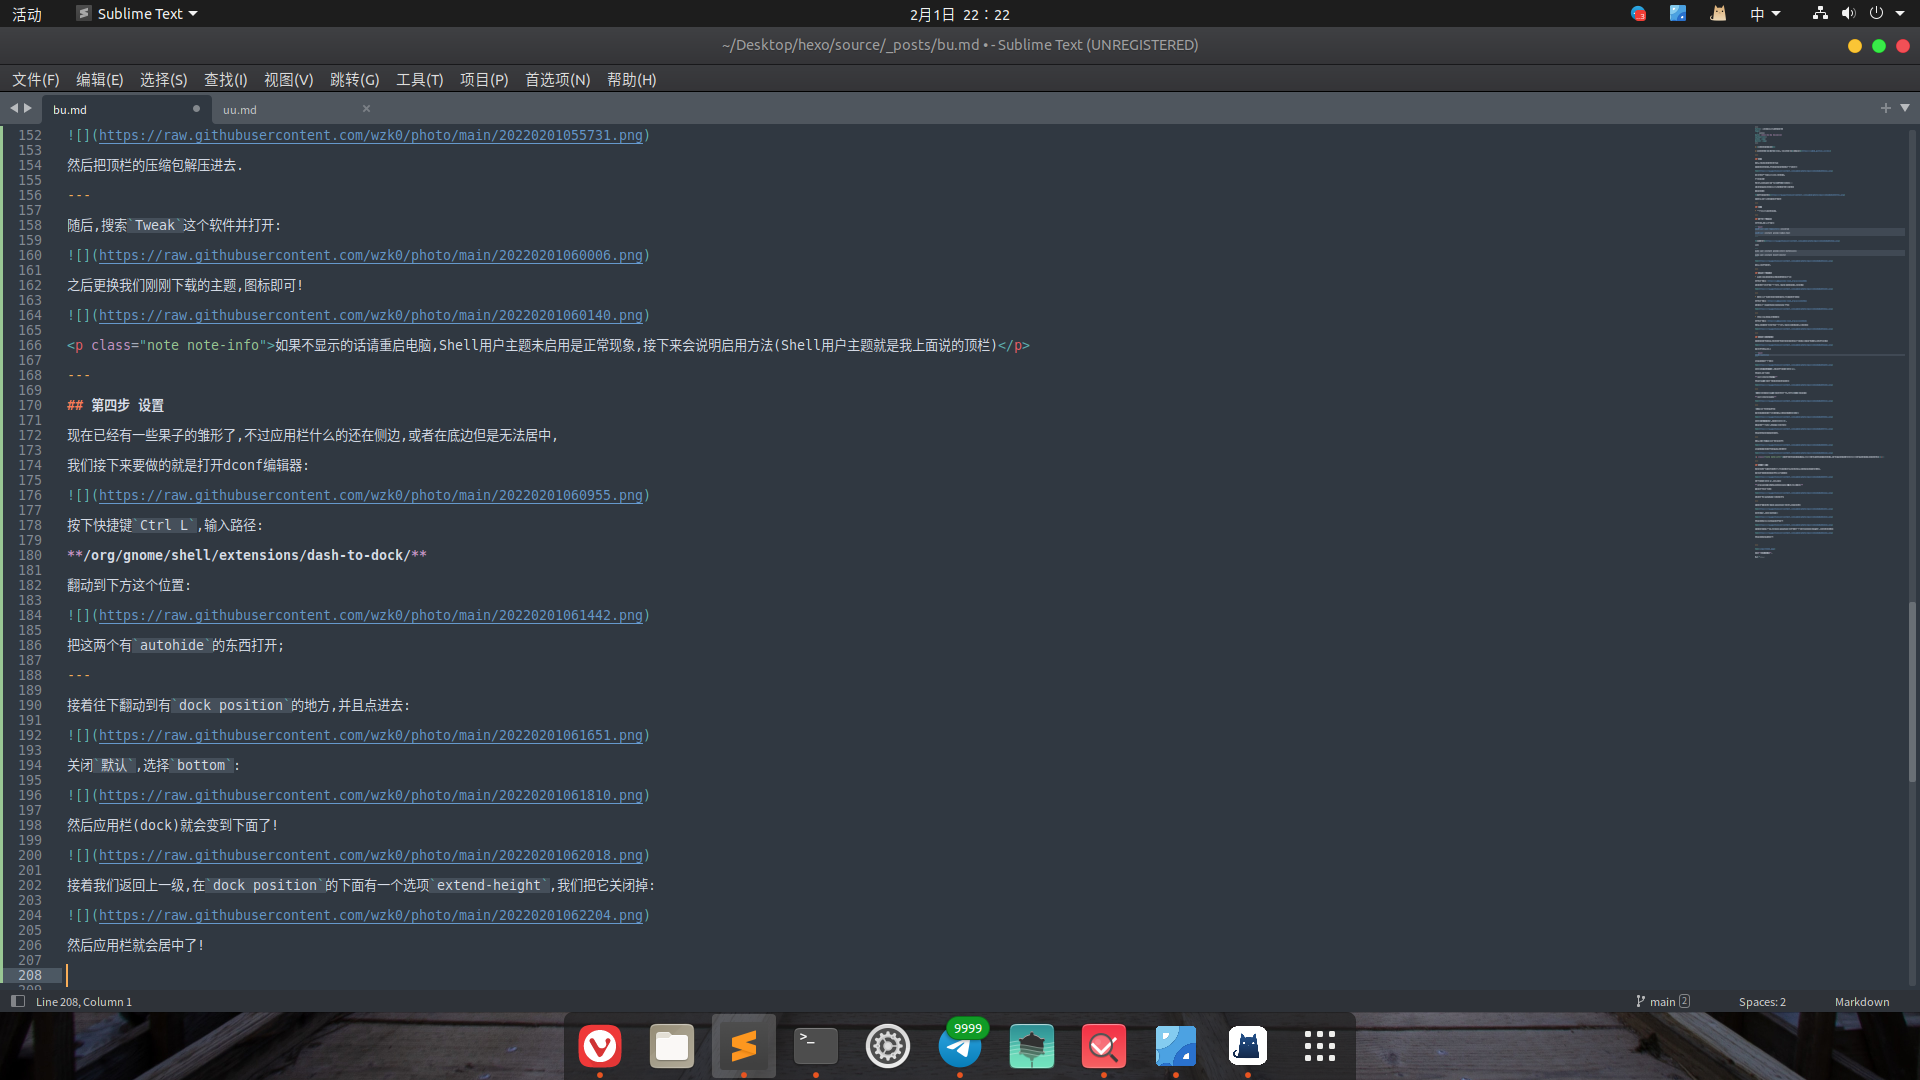 活动
Sublime Text
2月1日 22：22
3
中
~/Desktop/hexo/source/_posts/bu.md • - Sublime Text (UNREGISTERED)
文件(F) 编辑(E) 选择(S) 查找(I) 视图(V) 跳转(G) 工具(T) 项目(P) 首选项(N) 帮助(H)
bu.md
uu.md
152 ![](https://raw.githubusercontent.com/wzk0/photo/main/20220201055731.png)
153
154 然后把顶栏的压缩包解压进去.
155
156 ---
157
158 随后,搜索`Tweak`这个软件并打开:
159
160 ![](https://raw.githubusercontent.com/wzk0/photo/main/20220201060006.png)
161
162 之后更换我们刚刚下载的主题,图标即可!
163
164 ![](https://raw.githubusercontent.com/wzk0/photo/main/20220201060140.png)
165
166 <p class="note note-info">如果不显示的话请重启电脑,Shell用户主题未启用是正常现象,接下来会说明启用方法(Shell用户主题就是我上面说的顶栏)</p>
167
168 ---
169
170 ## 第四步 设置
171
172 现在已经有一些果子的雏形了,不过应用栏什么的还在侧边,或者在底边但是无法居中,
173
174 我们接下来要做的就是打开dconf编辑器:
175
176 ![](https://raw.githubusercontent.com/wzk0/photo/main/20220201060955.png)
177
178 按下快捷键`Ctrl L`,输入路径:
179
180 **/org/gnome/shell/extensions/dash-to-dock/**
181
182 翻动到下方这个位置:
183
184 ![](https://raw.githubusercontent.com/wzk0/photo/main/20220201061442.png)
185
186 把这两个有`autohide`的东西打开;
187
188 ---
189
190 接着往下翻动到有`dock position`的地方,并且点进去:
191
192 ![](https://raw.githubusercontent.com/wzk0/photo/main/20220201061651.png)
193
194 关闭`默认`,选择`bottom`:
195
196 ![](https://raw.githubusercontent.com/wzk0/photo/main/20220201061810.png)
197
198 然后应用栏(dock)就会变到下面了!
199
200 ![](https://raw.githubusercontent.com/wzk0/photo/main/20220201062018.png)
201
202 接着我们返回上一级,在`dock position`的下面有一个选项`extend-height`,我们把它关闭掉:
203
204 ![](https://raw.githubusercontent.com/wzk0/photo/main/20220201062204.png)
205
206 然后应用栏就会居中了!
207
208
209
Line 208, Column 1
main 2
Spaces: 2
Markdown
9999